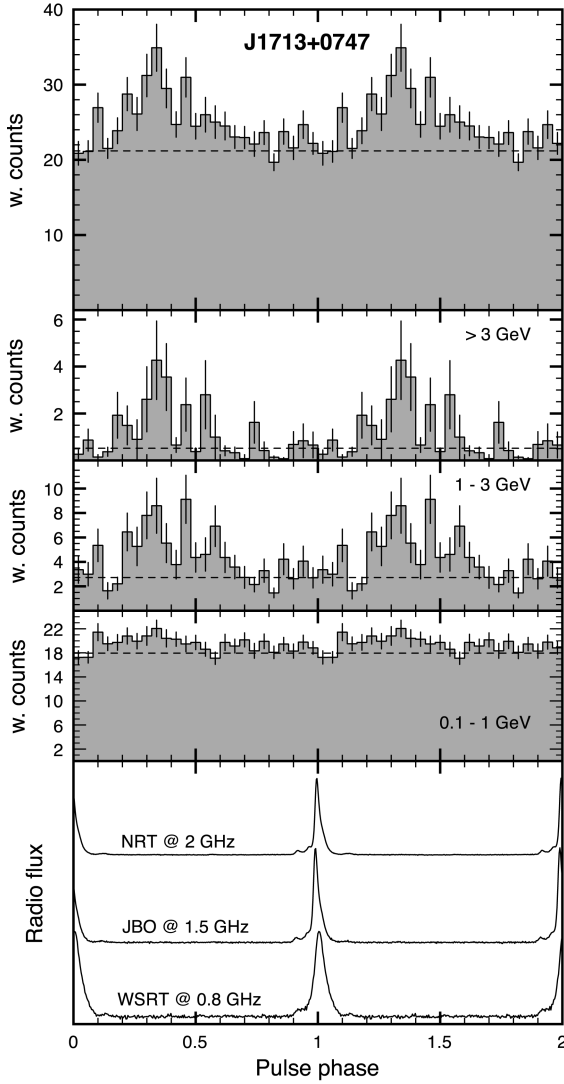 J1713+0747
40
30
20
10
w. counts
> 3 GeV
6
4
2
w. counts
1 - 3 GeV
10
8
6
4
2
w. counts
22
18
14
10
6
2
w. counts
0.1 - 1 GeV
Radio flux
NRT @ 2 GHz
JBO @ 1.5 GHz
WSRT @ 0.8 GHz
0 0.5 1 1.5 2
Pulse phase